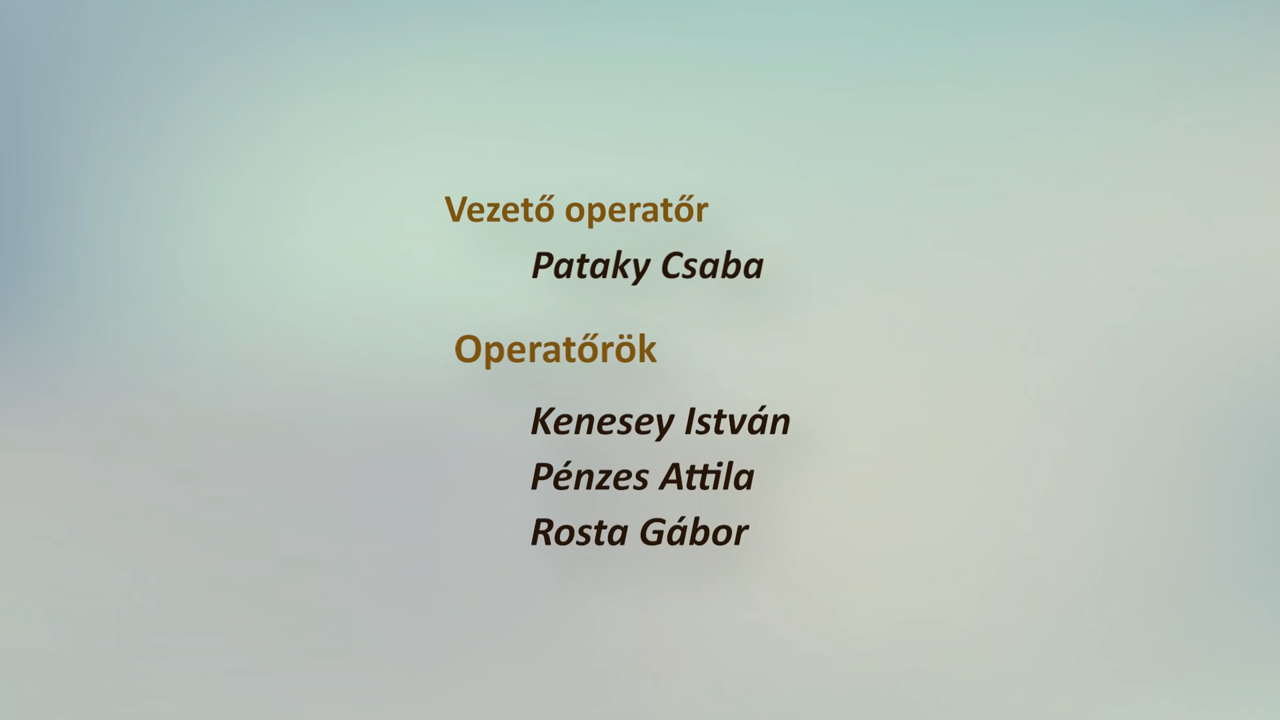 Vezető operatőr
Pataky Csaba
Operatőrök
Kenesey István
Pénzes Attila
Rosta Gábor